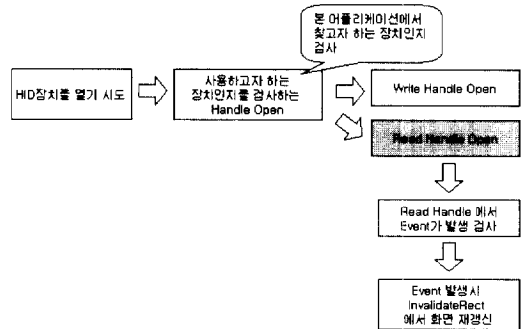 본 어플리케이션에서
찾고자 하는 장치인지
검사
HID장치를 열기 시도
사용하고자 하는
장치인지를 검사하는
Handle Open
Write Handle Open
Read Handle Open
Read Handle 에서
Event가 발생 검사
Event 발생시
InvalidateRect
에서 화면 재갱신